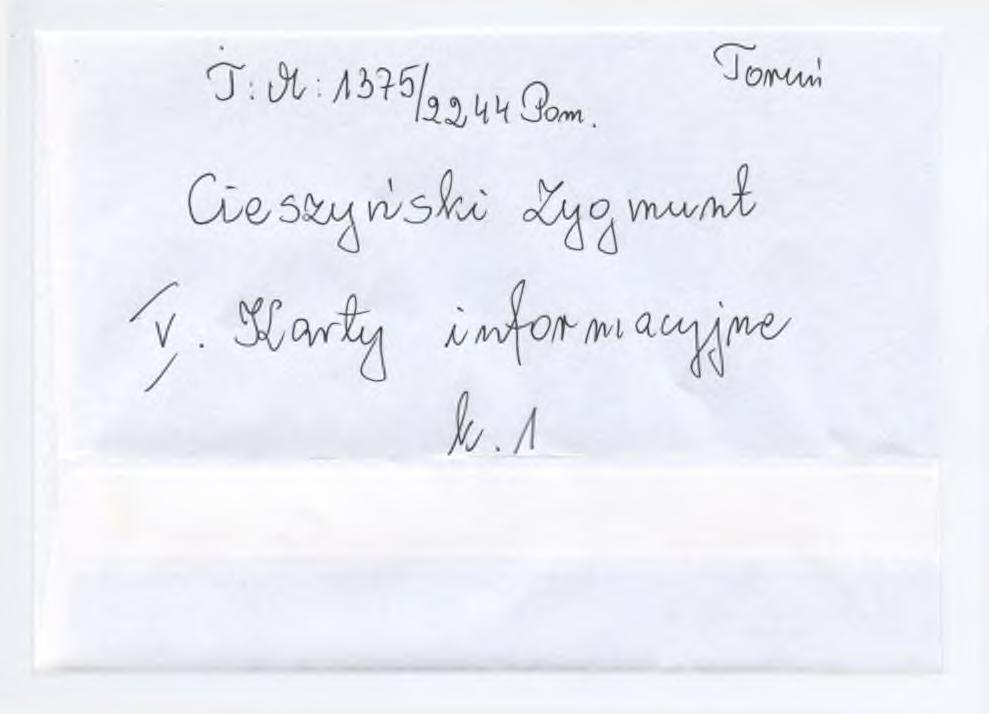 T: M: 1375/2244 Pom. Toruń
Cieszyński Zygmunt
V. Karty informacyjne
k. 1